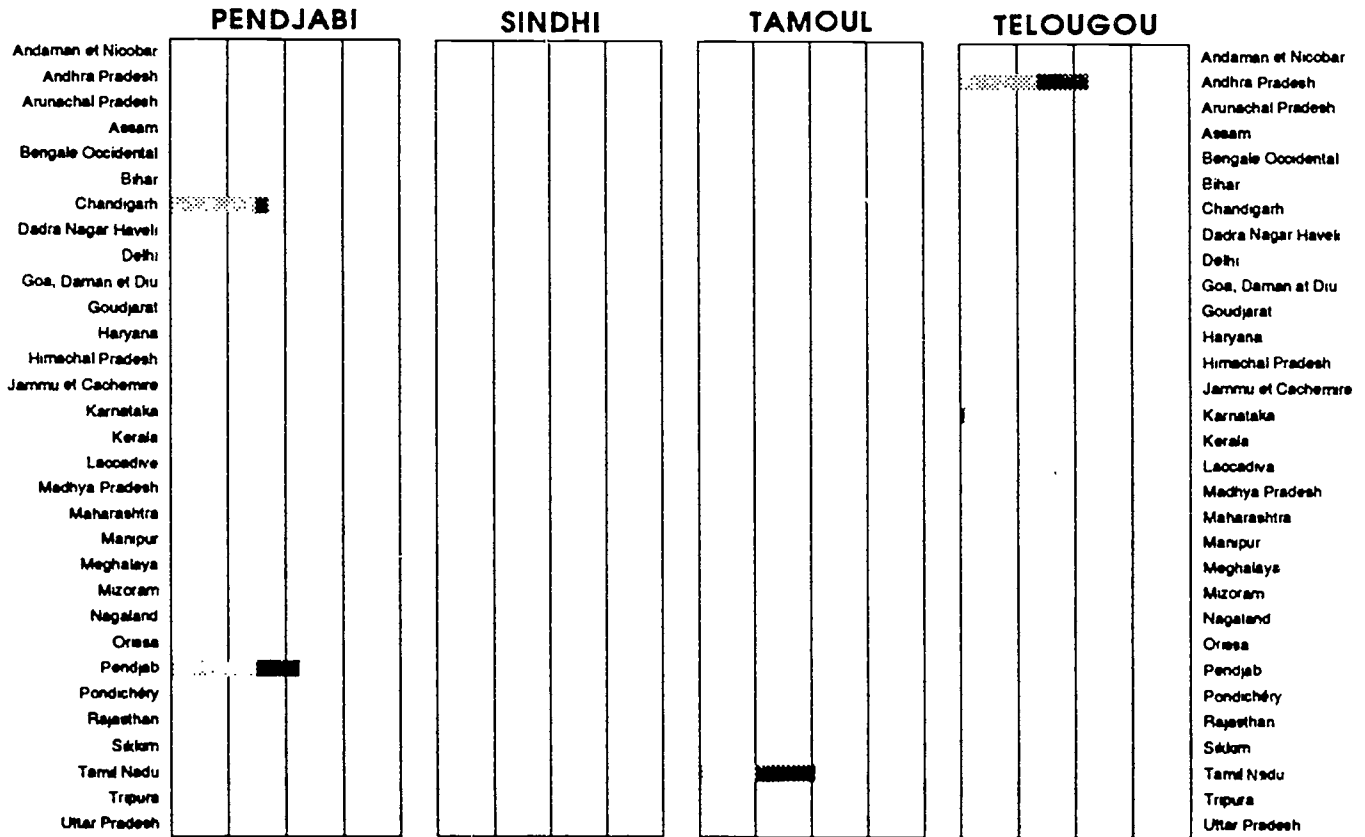 PENDJABI SINDHI TAMOUL TELOUGOU
Andaman et Nicobar Andaman et Nicobar
Andhra Pradesh Andhra Pradesh
Arunachal Pradesh Arunachal Pradesh
Assam Assam
Bengale Occidental Bengale Occidental
Bihar Bihar
Chandigarh Chandigarh
Dadra Nagar Haveli Dadra Nagar Haveli
Delhi Delhi
Goa, Daman et Diu Goa, Daman at Diu
Goudjarat Goudjarat
Haryana Haryana
Himachal Pradesh Himachal Pradesh
Jammu et Cachemire Jammu et Cachemire
Karnataka Karnataka
Kerala Kerala
Laccadive Laccadiva
Madhya Pradesh Madhya Pradesh
Maharashtra Maharashtra
Manipur Manipur
Meghalaya Meghalaya
Mizoram Mizoram
Nagaland Nagaland
Orissa Orissa
Pendjab Pendjab
Pondichéry Pondichéry
Rajasthan Rajasthan
Sikkim Sikkim
Tamil Nadu Tamil Nadu
Tripura Tripura
Uttar Pradesh Uttar Pradesh